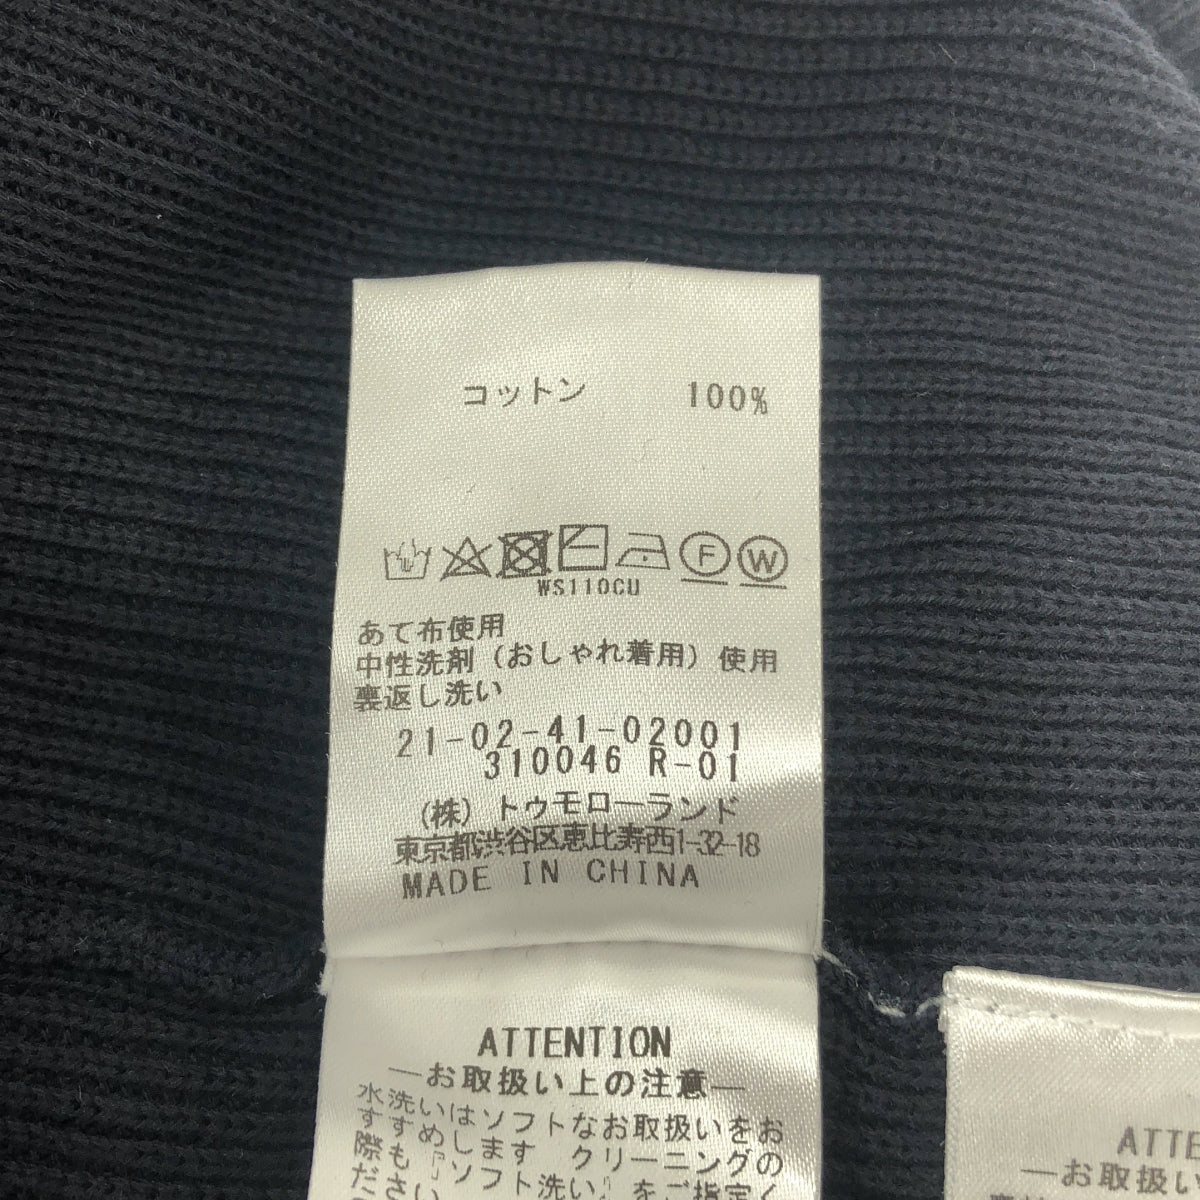 コットン 100%
F W
WS110CU
あて布使用
中性洗剤（おしゃれ着用）使用
裏返し洗い
21-02-41-02001
310046 R-01
（株）トゥモローランド
東京都渋谷区恵比寿西1-32-18
MADE IN CHINA
ATTENTION
—お取扱い上の注意—
水洗いはソフトなお取扱いをお
すすめします クリーニングの
際も『ソフト洗い』をご指定く
ださい
ATTE
—お取扱い